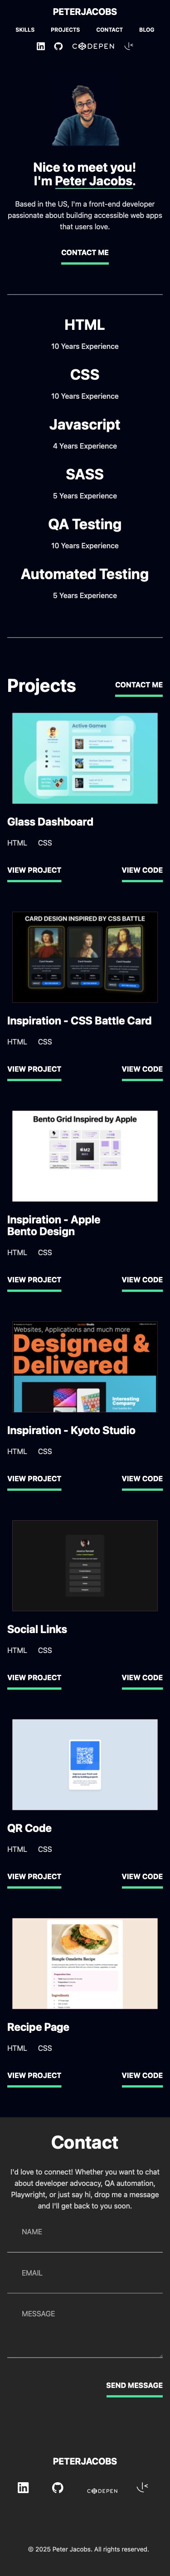 PETERJACOBS
SKILLS PROJECTS CONTACT BLOG
CODEPEN
Nice to meet you!
I'm Peter Jacobs.
Based in the US, I'm a front-end developer
passionate about building accessible web apps
that users love.
CONTACT ME
HTML
10 Years Experience
CSS
10 Years Experience
Javascript
4 Years Experience
SASS
5 Years Experience
QA Testing
10 Years Experience
Automated Testing
5 Years Experience
Projects CONTACT ME
Active Games
Glass Dashboard
HTML CSS
VIEW PROJECT VIEW CODE
CARD DESIGN INSPIRED BY CSS BATTLE
Inspiration - CSS Battle Card
HTML CSS
VIEW PROJECT VIEW CODE
Bento Grid Inspired by Apple
Inspiration - Apple
Bento Design
HTML CSS
VIEW PROJECT VIEW CODE
Websites, Applications and much more
Designed &
Delivered
Interesting
Company
Inspiration - Kyoto Studio
HTML CSS
VIEW PROJECT VIEW CODE
Social Links
HTML CSS
VIEW PROJECT VIEW CODE
QR Code
HTML CSS
VIEW PROJECT VIEW CODE
Simple Omelette Recipe
Ingredients
Recipe Page
HTML CSS
VIEW PROJECT VIEW CODE
Contact
I'd love to connect! Whether you want to chat
about developer advocacy, QA automation,
Playwright, or just say hi, drop me a message
and I'll get back to you soon.
NAME
EMAIL
MESSAGE
SEND MESSAGE
PETERJACOBS
CODEPEN
© 2025 Peter Jacobs. All rights reserved.